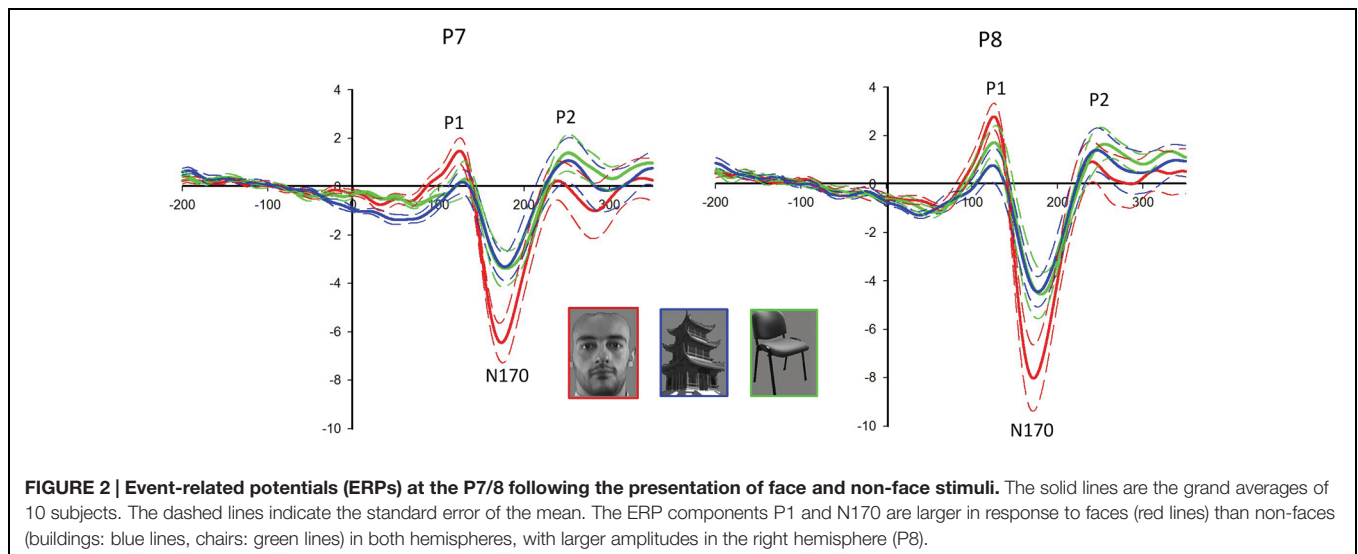 P7
P8
4
2
0
-2
-4
-6
-8
-10
-200
-100
100
200
300
P1
P2
N170
4
2
0
-2
-4
-6
-8
-10
-200
-100
100
200
300
P1
P2
N170
FIGURE 2 | Event-related potentials (ERPs) at the P7/8 following the presentation of face and non-face stimuli. The solid lines are the grand averages of
10 subjects. The dashed lines indicate the standard error of the mean. The ERP components P1 and N170 are larger in response to faces (red lines) than non-faces
(buildings: blue lines, chairs: green lines) in both hemispheres, with larger amplitudes in the right hemisphere (P8).